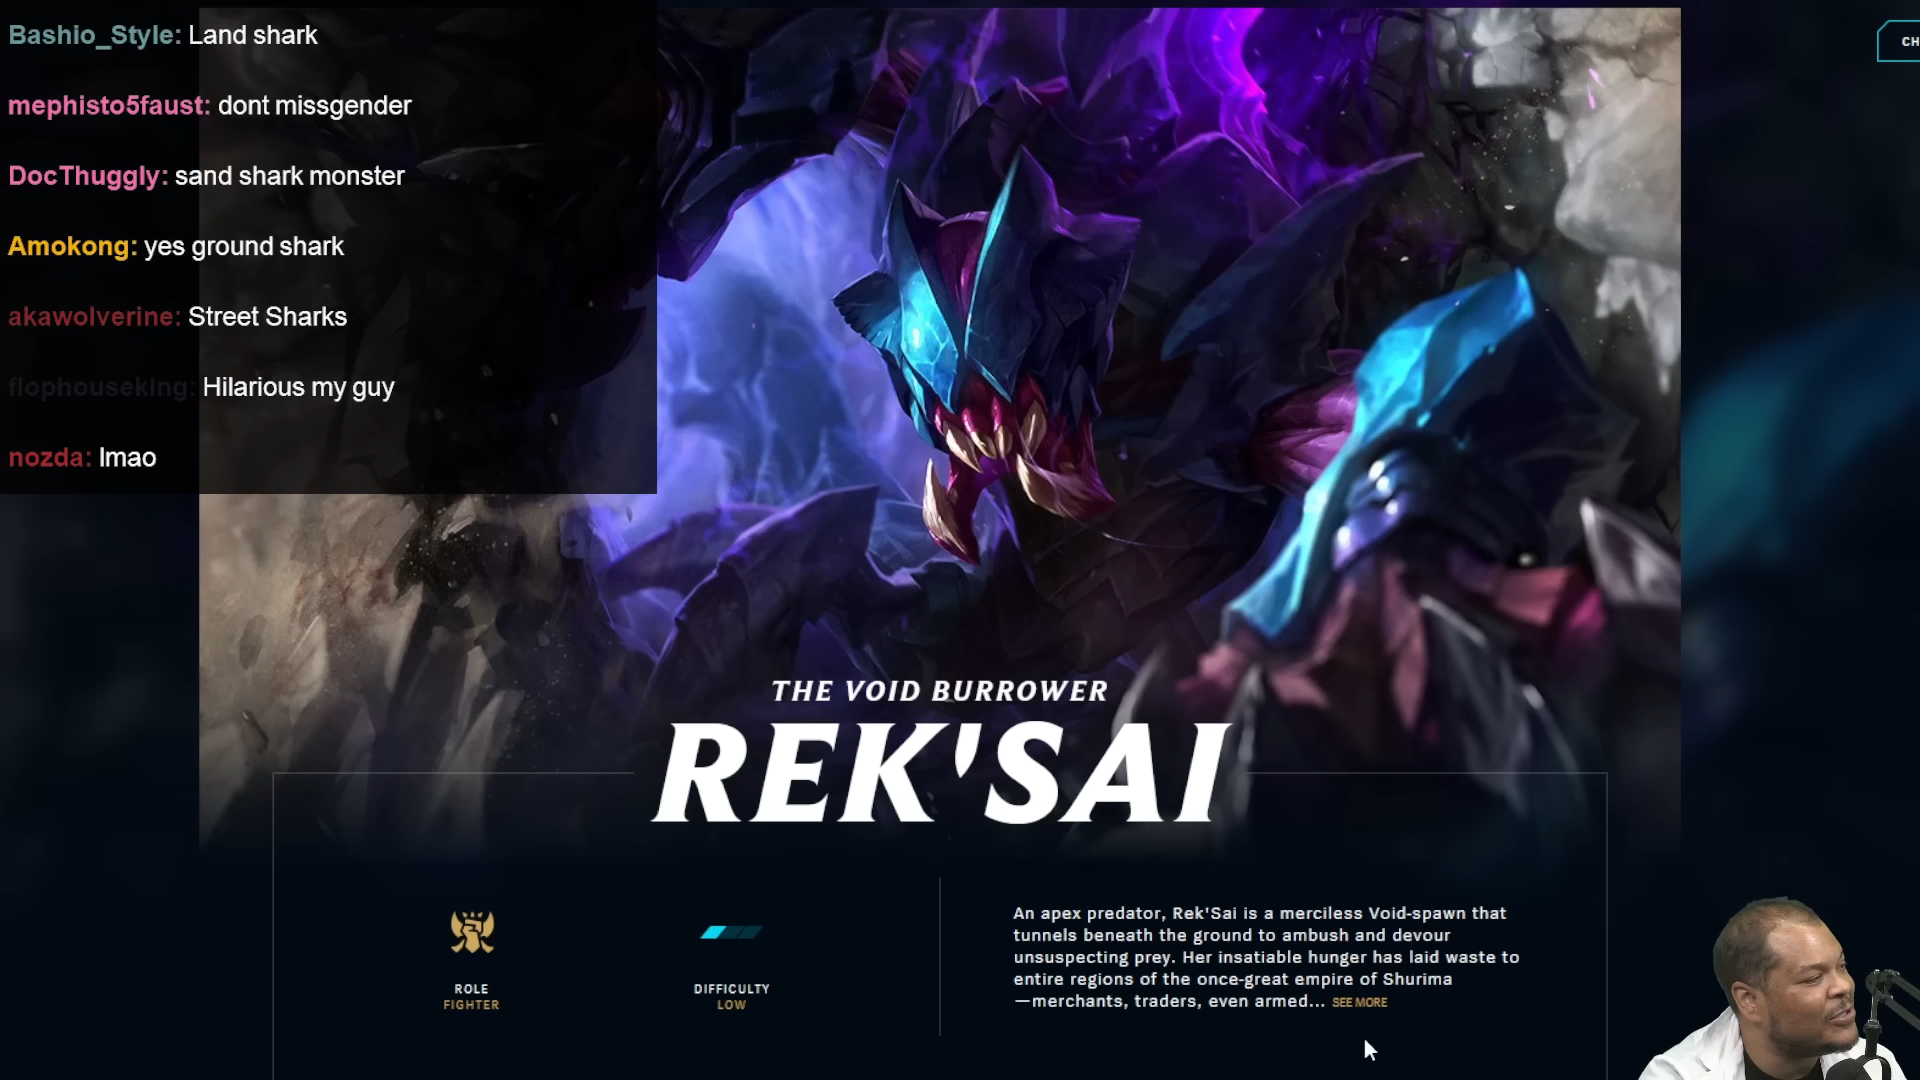 Bashio_Style: Land shark
mephisto5faust: dont missgender
DocThuggly: sand shark monster
Amokong: yes ground shark
akawolverine: Street Sharks
flophouseking: Hilarious my guy
nozda: lmao
CH
THE VOID BURROWER
REK'SAI
ROLE
FIGHTER
DIFFICULTY
LOW
An apex predator, Rek'Sai is a merciless Void-spawn that
tunnels beneath the ground to ambush and devour
unsuspecting prey. Her insatiable hunger has laid waste to
entire regions of the once-great empire of Shurima
—merchants, traders, even armed... SEE MORE